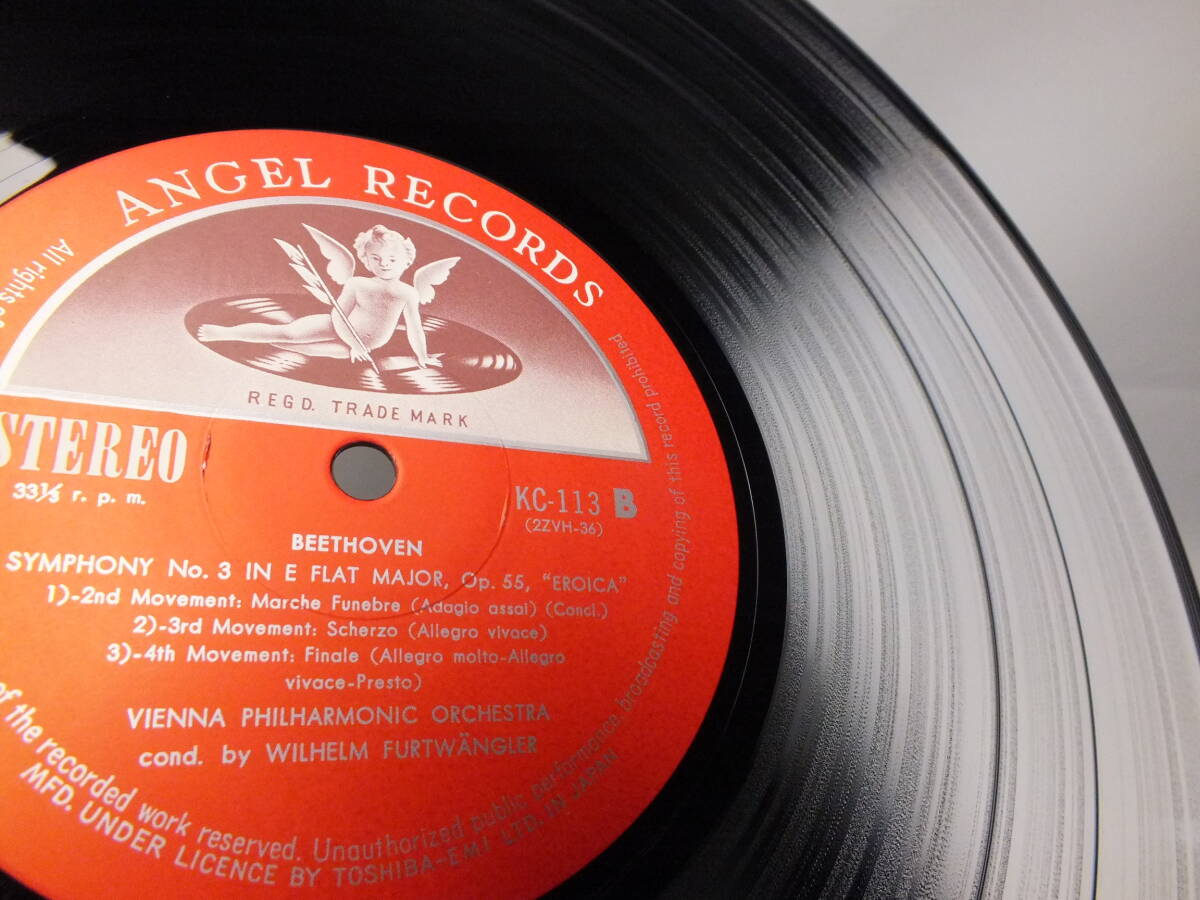 ANGEL RECORDS
REGD. TRADE MARK
STEREO
33⅓ r. p. m.
KC-113 B
(2ZVH-36)
BEETHOVEN
SYMPHONY No. 3 IN E FLAT MAJOR, Op. 55, "EROICA"
1)-2nd Movement: Marche Funebre (Adagio assai) (Concl.)
2)-3rd Movement: Scherzo (Allegro vivace)
3)-4th Movement: Finale (Allegro molto-Allegro
vivace-Presto)
VIENNA PHILHARMONIC ORCHESTRA
cond. by WILHELM FURTWÄNGLER
All rights
of the recorded work reserved. Unauthorized public performance, broadcasting and copying of this record prohibited
MFD. UNDER LICENCE BY TOSHIBA-EMI LTD. IN JAPAN